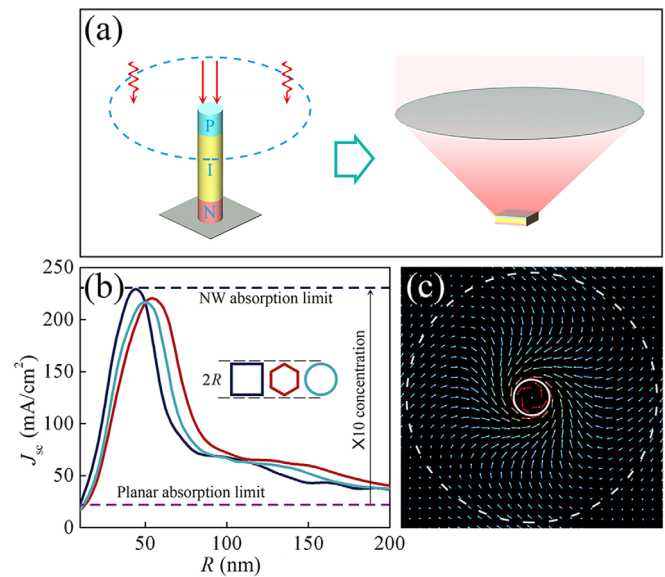 (a)
P
I
N
(b)
(c)
250
200
150
100
50
0
J_sc (mA/cm²)
NW absorption limit
2R
X10 concentration
Planar absorption limit
50
100
150
200
R (nm)